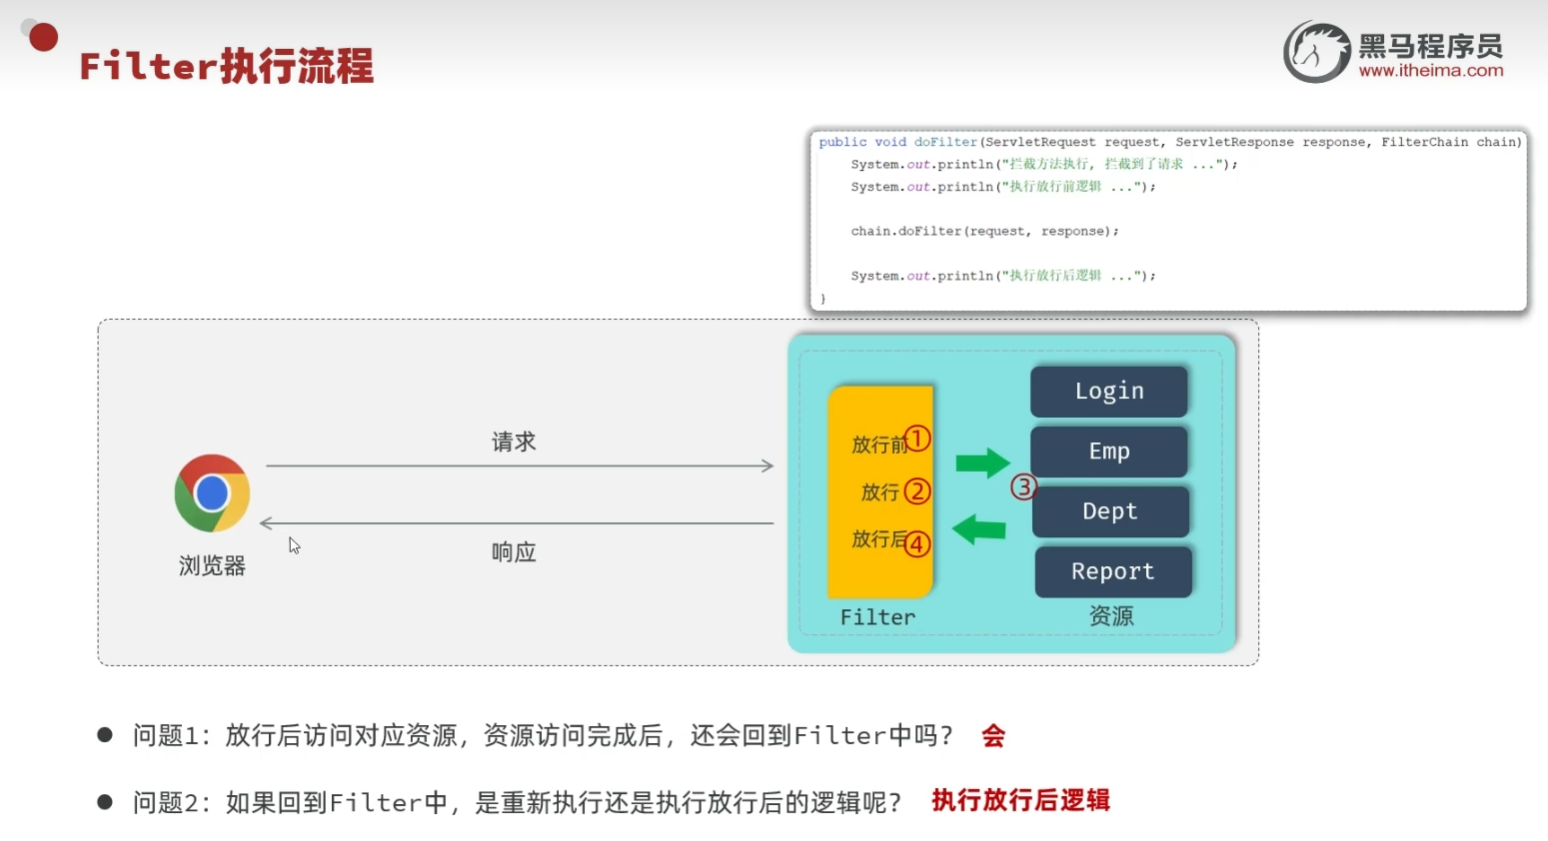 Filter执行流程
黑马程序员
www.itheima.com
public void doFilter(ServletRequest request, ServletResponse response, FilterChain chain)
System.out.println("拦截方法执行, 拦截到了请求 ...");
System.out.println("执行放行前逻辑 ...");
chain.doFilter(request, response);
System.out.println("执行放行后逻辑 ...");
}
请求
响应
浏览器
放行前①
放行②
放行后④
Filter
③
Login
Emp
Dept
Report
资源
● 问题1：放行后访问对应资源，资源访问完成后，还会回到Filter中吗？ 会
● 问题2：如果回到Filter中，是重新执行还是执行放行后的逻辑呢？ 执行放行后逻辑